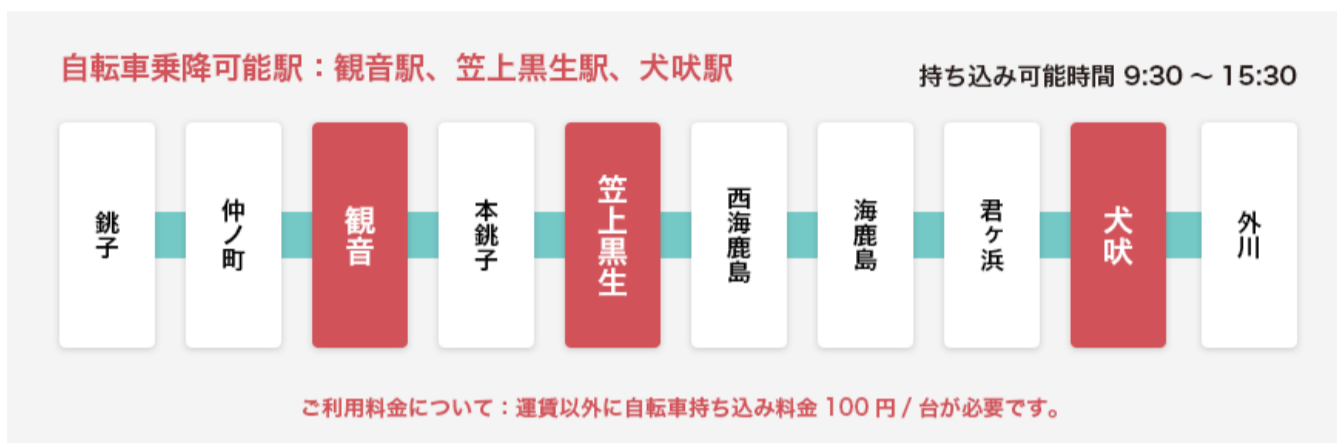 自転車乗降可能駅：観音駅、笠上黒生駅、犬吠駅
持ち込み可能時間 9:30 ～ 15:30
銚子
仲ノ町
観音
本銚子
笠上黒生
西海鹿島
海鹿島
君ヶ浜
犬吠
外川
ご利用料金について：運賃以外に自転車持ち込み料金 100 円 / 台が必要です。